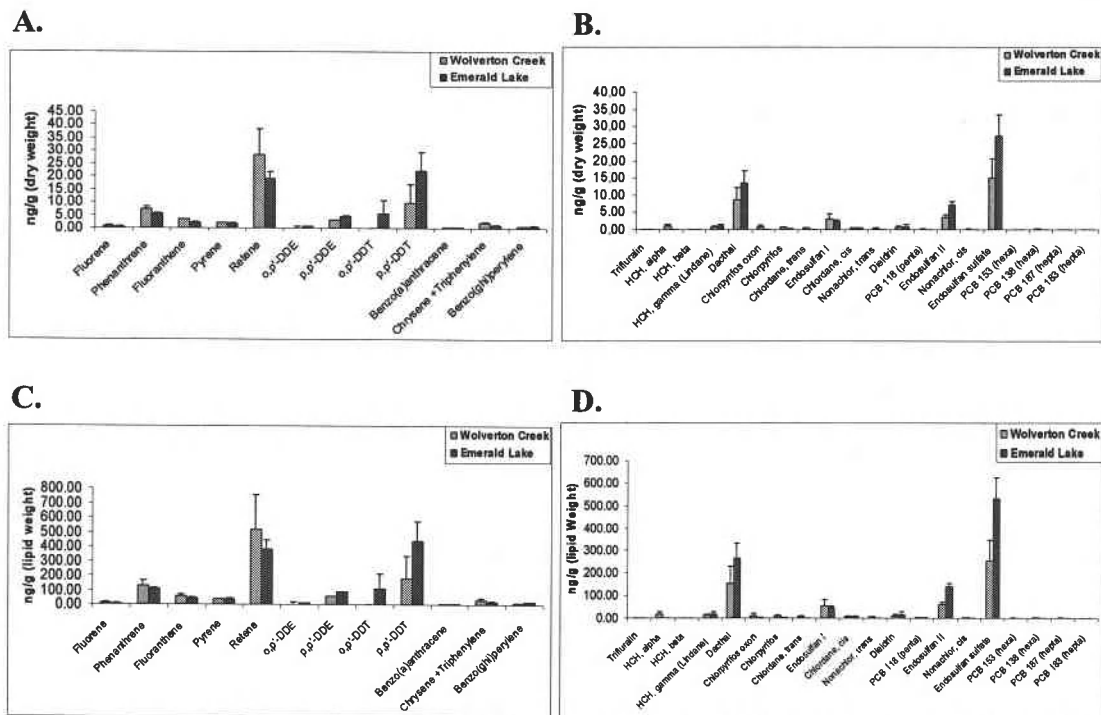 A.
Wolverton Creek
Emerald Lake
ng/g (dry weight)
45.00
40.00
35.00
30.00
25.00
20.00
15.00
10.00
5.00
0.00
Fluorene
Phenanthrene
Fluoranthene
Pyrene
Retene
o,p'-DDE
p,p'-DDE
o,p'-DDT
p,p'-DDT
Benzo(a)anthracene
Chrysene +Triphenylene
Benzo(ghi)perylene
B.
Wolverton Creek
Emerald Lake
ng/g (dry weight)
40.00
35.00
30.00
25.00
20.00
15.00
10.00
5.00
0.00
Trifluralin
HCH, alpha
HCH, beta
HCH, gamma (Lindane)
Dacthal
Chlorpyrifos oxon
Chlorpyrifos
Chlordane, trans
Endosulfan I
Chlordane, cis
Nonachlor, trans
Dieldrin
PCB 118 (penta)
Endosulfan II
Nonachlor, cis
Endosulfan sulfate
PCB 153 (hexa)
PCB 138 (hexa)
PCB 187 (hepta)
PCB 183 (hepta)
C.
Wolverton Creek
Emerald Lake
ng/g (lipid weight)
800.00
700.00
600.00
500.00
400.00
300.00
200.00
100.00
0.00
Fluorene
Phenanthrene
Fluoranthene
Pyrene
Retene
o,p'-DDE
p,p'-DDE
o,p'-DDT
p,p'-DDT
Benzo(a)anthracene
Chrysene +Triphenylene
Benzo(ghi)perylene
D.
Wolverton Creek
Emerald Lake
ng/g (lipid Weight)
700.00
600.00
500.00
400.00
300.00
200.00
100.00
0.00
Trifluralin
HCH, alpha
HCH, beta
HCH, gamma (Lindane)
Dacthal
Chlorpyrifos oxon
Chlorpyrifos
Chlordane, trans
Endosulfan I
Chlordane, cis
Nonachlor, trans
Dieldrin
PCB 118 (penta)
Endosulfan II
Nonachlor, cis
Endosulfan sulfate
PCB 153 (hexa)
PCB 138 (hexa)
PCB 187 (hepta)
PCB 183 (hepta)